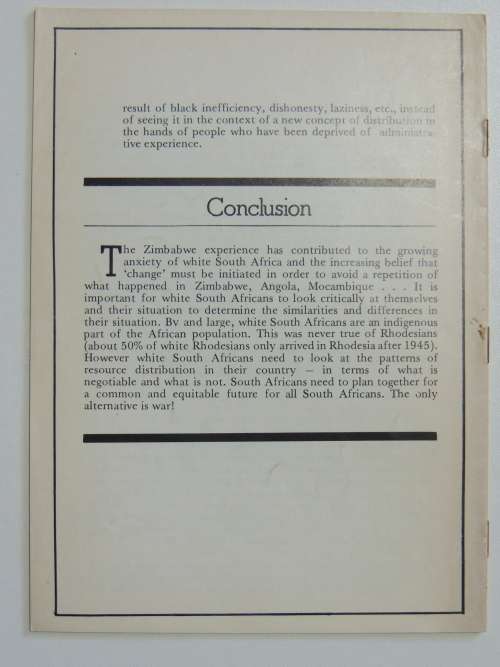 result of black inefficiency, dishonesty, laziness, etc., instead
of seeing it in the context of a new concept of distribution in
the hands of people who have been deprived of administra-
tive experience.
Conclusion
The Zimbabwe experience has contributed to the growing
anxiety of white South Africa and the increasing belief that
'change' must be initiated in order to avoid a repetition of
what happened in Zimbabwe, Angola, Mocambique . . . It is
important for white South Africans to look critically at themselves
and their situation to determine the similarities and differences in
their situation. Bv and large, white South Africans are an indigenous
part of the African population. This was never true of Rhodesians
(about 50% of white Rhodesians only arrived in Rhodesia after 1945).
However white South Africans need to look at the patterns of
resource distribution in their country — in terms of what is
negotiable and what is not. South Africans need to plan together for
a common and equitable future for all South Africans. The only
alternative is war!